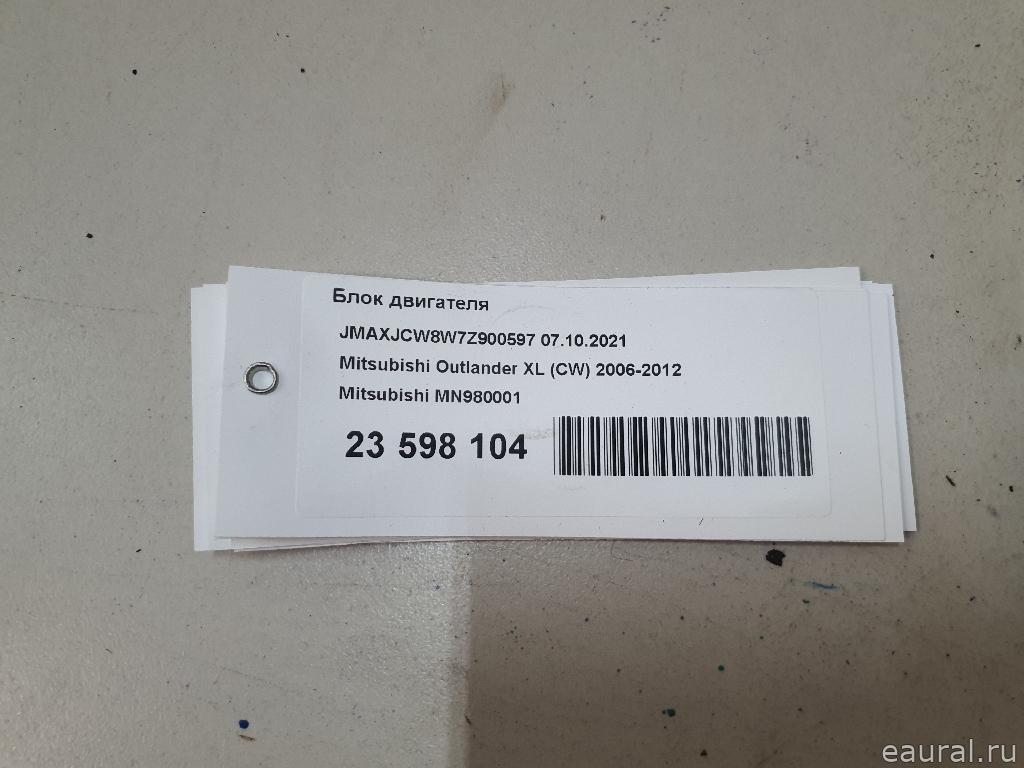 Блок двигателя
JMAXJCW8W7Z900597 07.10.2021
Mitsubishi Outlander XL (CW) 2006-2012
Mitsubishi MN980001
23 598 104
eaural.ru